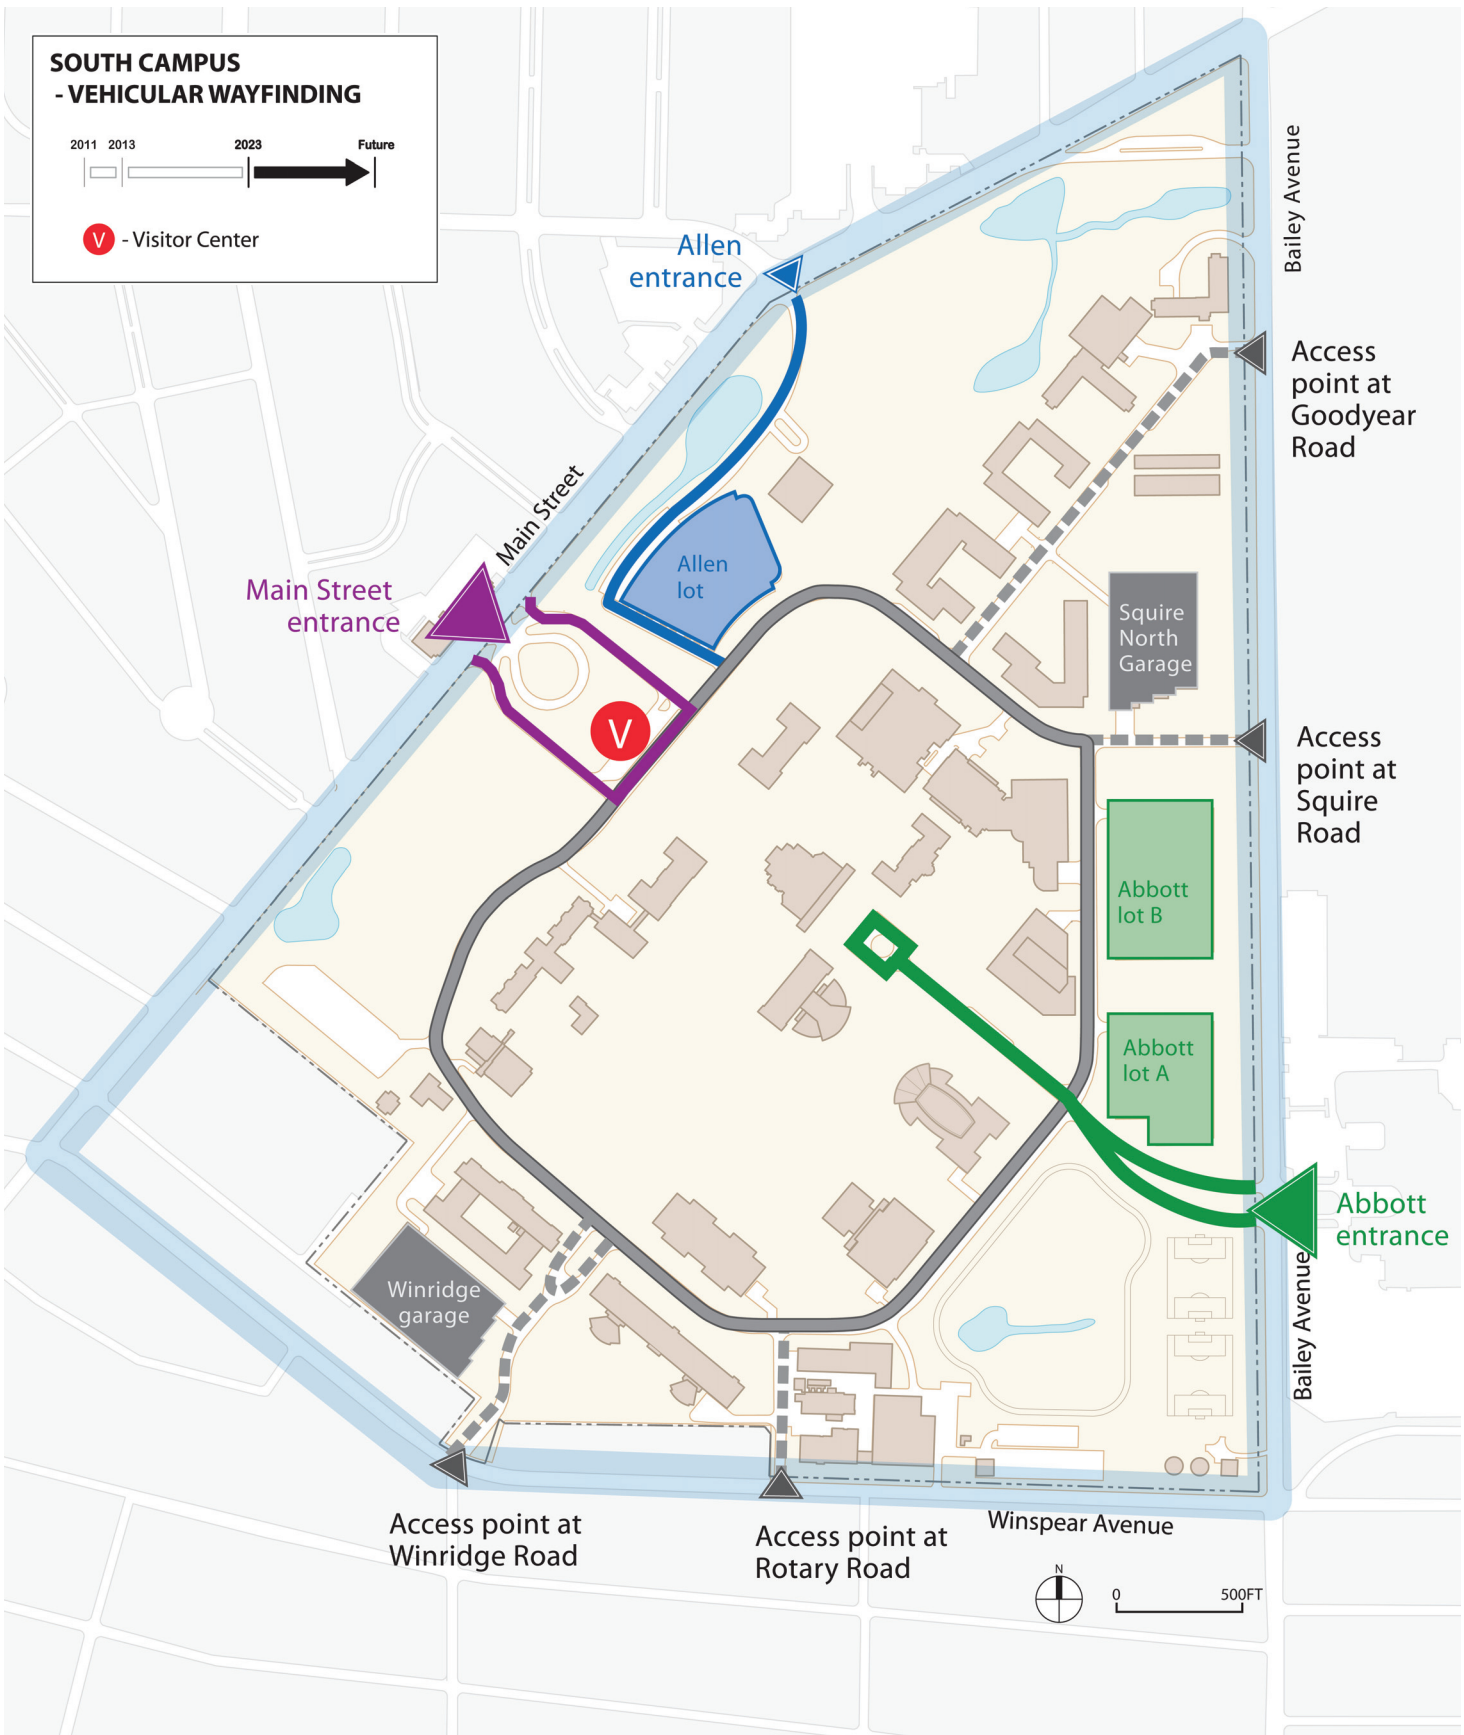 SOUTH CAMPUS
- VEHICULAR WAYFINDING
2011 2013 2023 Future
V - Visitor Center
Bailey Avenue
Allen
entrance
Access
point at
Goodyear
Road
Main Street
Allen
lot
Main Street
entrance
Squire
North
Garage
V
Access
point at
Squire
Road
Abbott
lot B
Abbott
lot A
Abbott
entrance
Winridge
garage
Bailey Avenue
Access point at
Winridge Road
Access point at
Rotary Road
Winspear Avenue
N
0 500FT